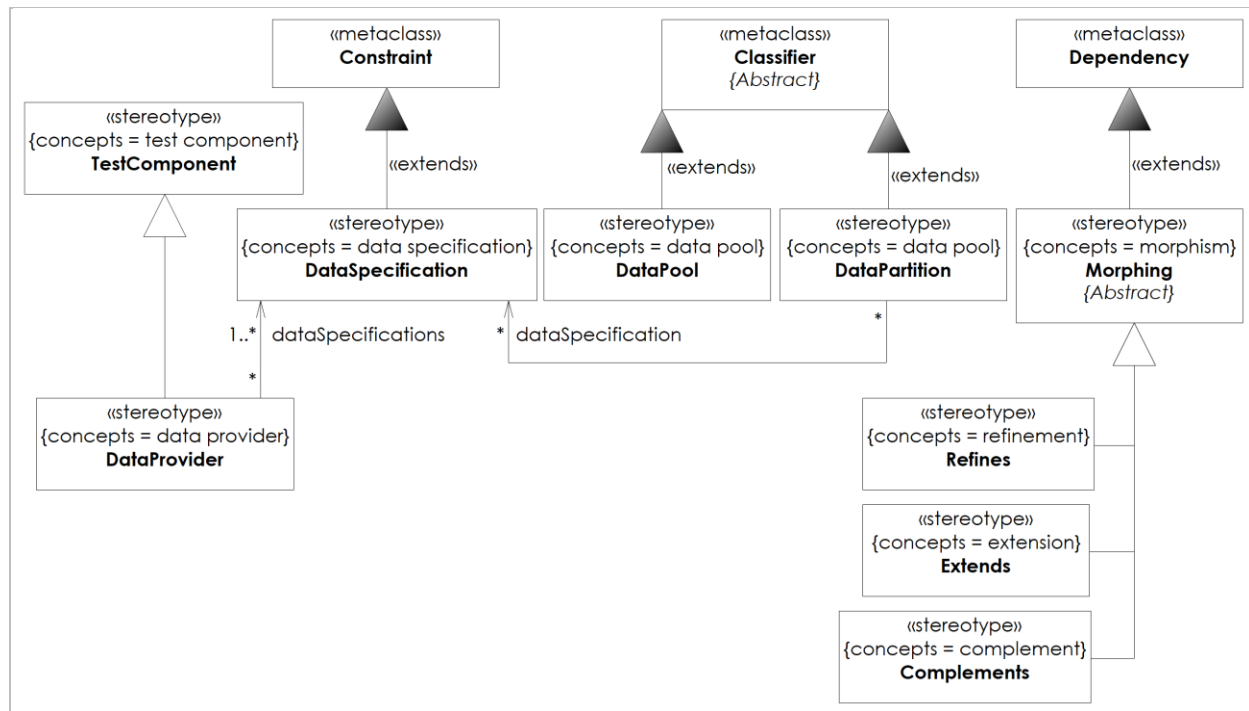 «metaclass»
Constraint
«metaclass»
Classifier
{Abstract}
«metaclass»
Dependency
«stereotype»
{concepts = test component}
TestComponent
«extends»
«extends»
«extends»
«extends»
«stereotype»
{concepts = data specification}
DataSpecification
«stereotype»
{concepts = data pool}
DataPool
«stereotype»
{concepts = data pool}
DataPartition
«stereotype»
{concepts = morphism}
Morphing
{Abstract}
1..* dataSpecifications
*
* dataSpecification
*
«stereotype»
{concepts = data provider}
DataProvider
«stereotype»
{concepts = refinement}
Refines
«stereotype»
{concepts = extension}
Extends
«stereotype»
{concepts = complement}
Complements